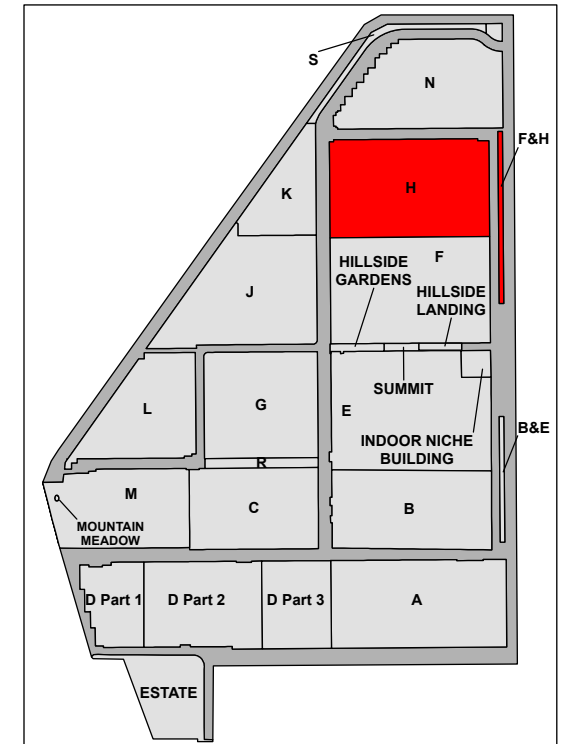 S
N
F&H
H
K
F
HILLSIDE
GARDENS
HILLSIDE
LANDING
J
SUMMIT
L
G
E
INDOOR NICHE
BUILDING
B&E
R
M
C
B
MOUNTAIN
MEADOW
D Part 1
D Part 2
D Part 3
A
ESTATE